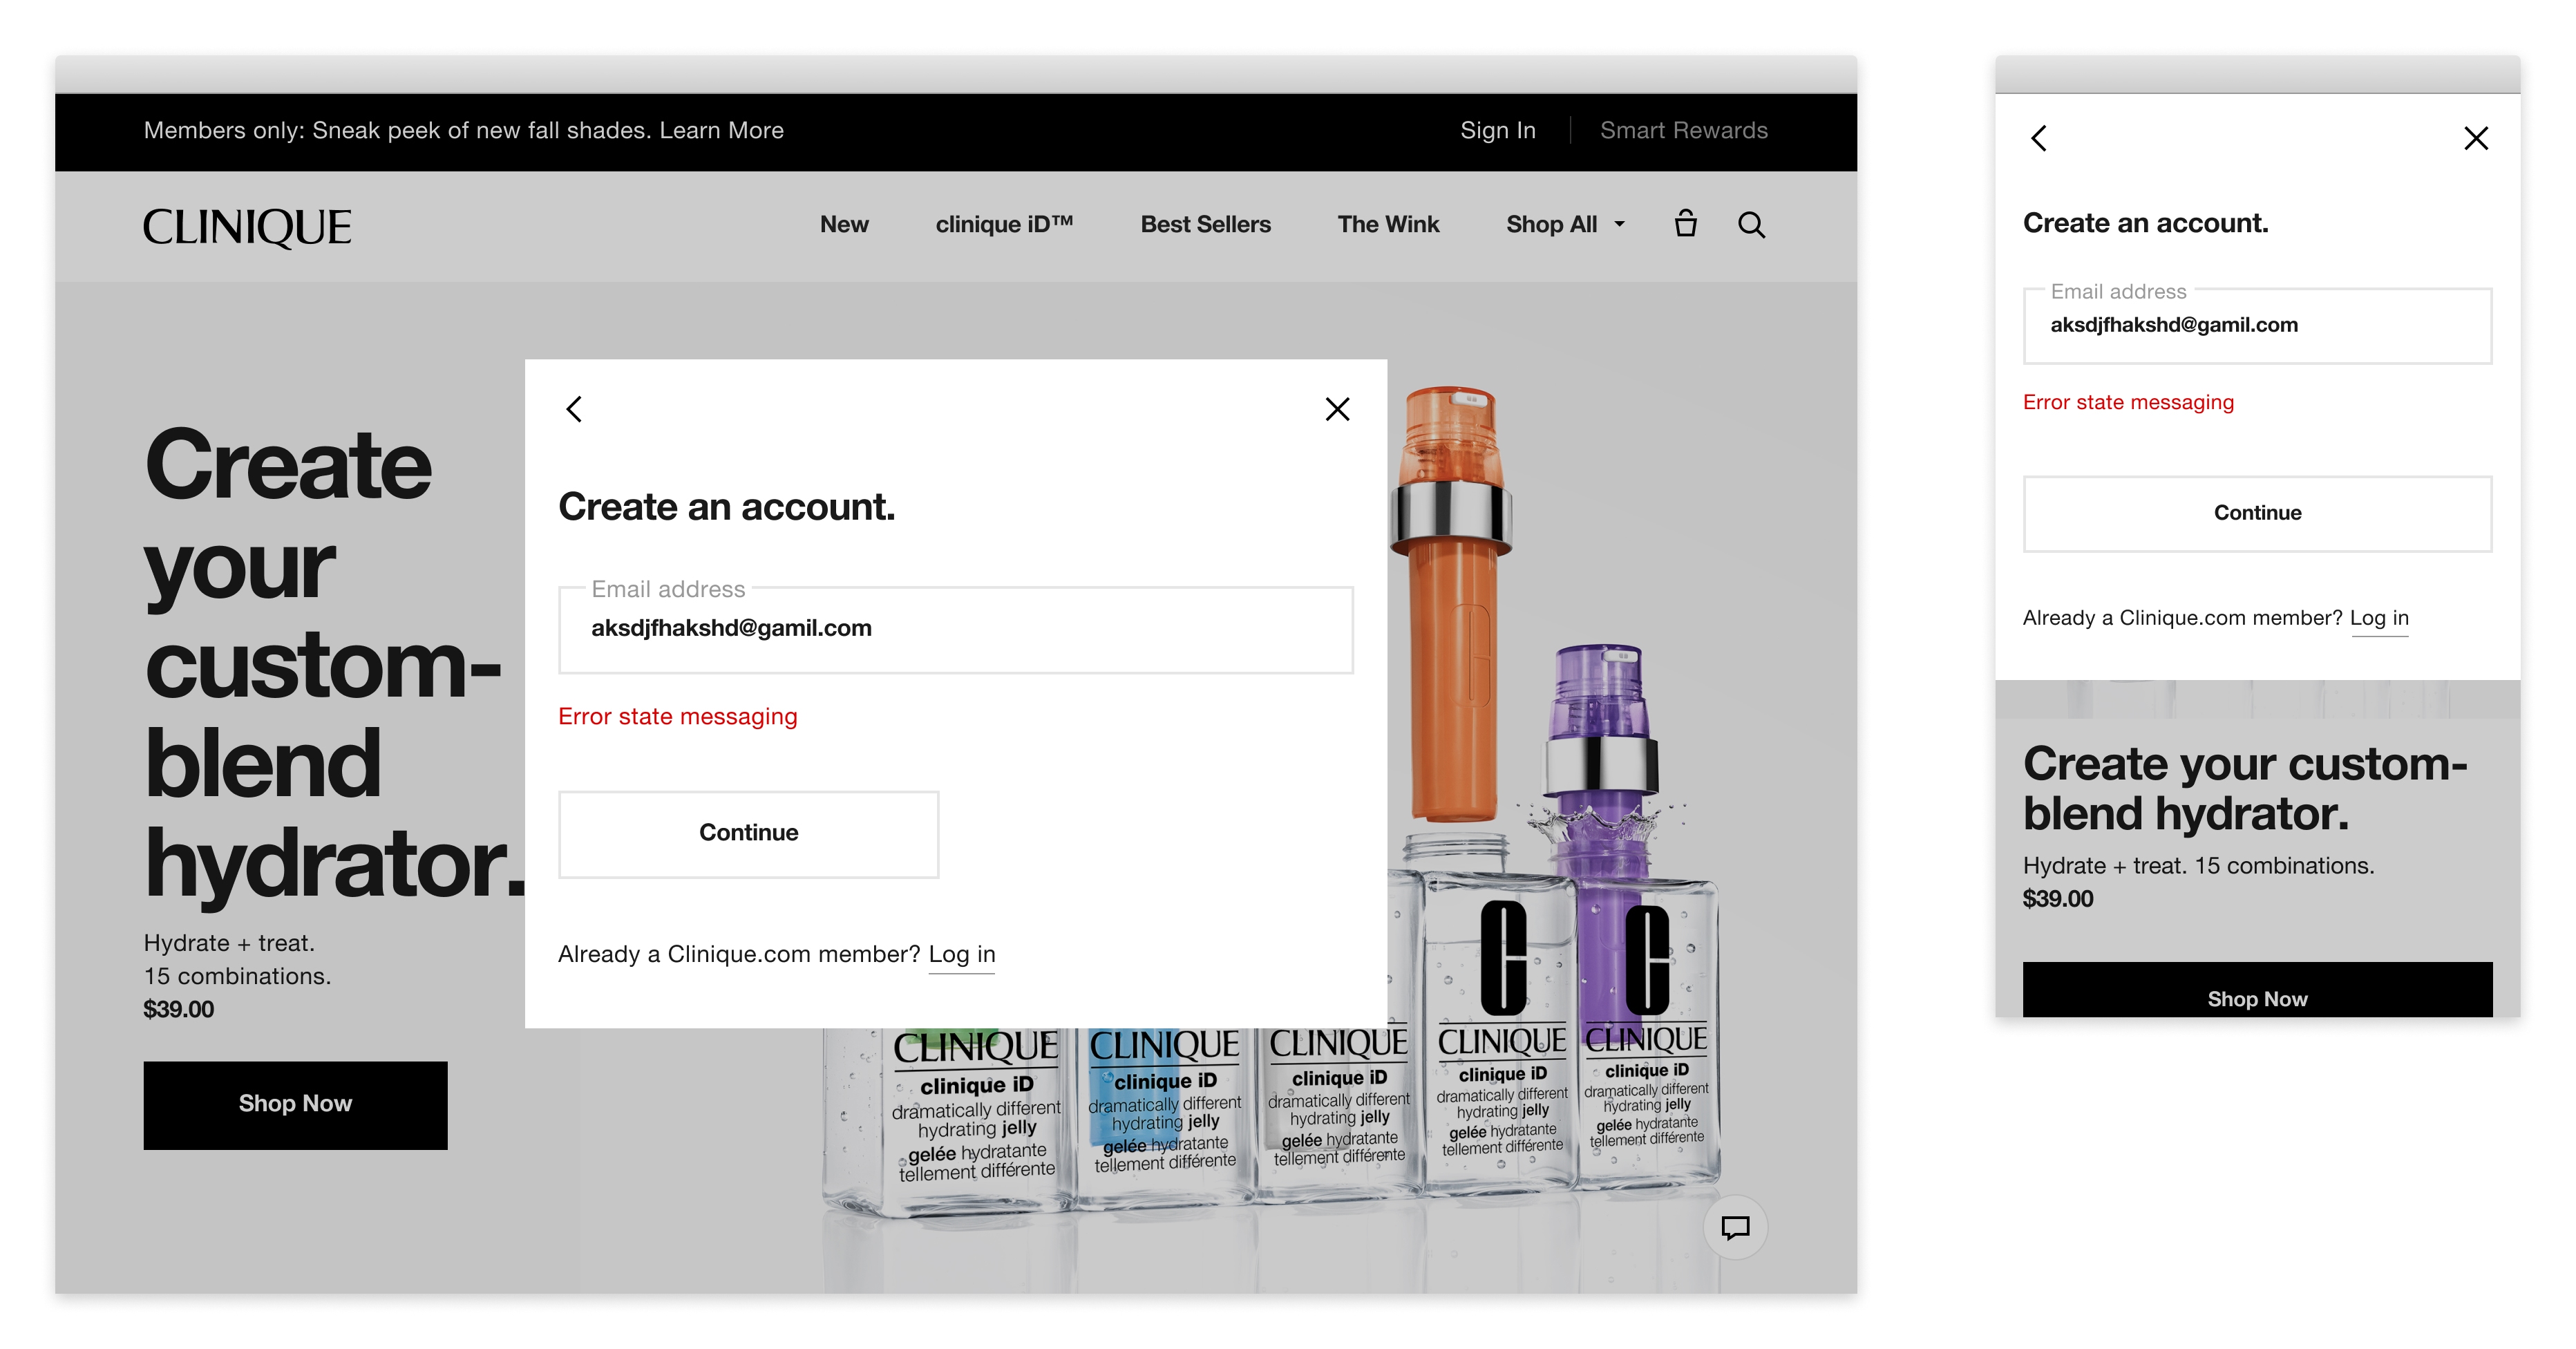 Members only: Sneak peek of new fall shades. Learn More
Sign In
Smart Rewards
CLINIQUE
New
clinique iD™
Best Sellers
The Wink
Shop All
Create
your
custom-
blend
hydrator.
Hydrate + treat.
15 combinations.
$39.00
Shop Now
Create an account.
Email address
aksdjfhakshd@gamil.com
Error state messaging
Continue
Already a Clinique.com member? Log in
CLINIQUE
clinique iD
dramatically different
hydrating jelly
gelée hydratante
tellement différente
CLINIQUE
clinique iD
dramatically different
hydrating jelly
gelée hydratante
tellement différente
CLINIQUE
clinique iD
dramatically different
hydrating jelly
gelée hydratante
tellement différente
CLINIQUE
clinique iD
dramatically different
hydrating jelly
gelée hydratante
tellement différente
CLINIQUE
clinique iD
dramatically different
hydrating jelly
gelée hydratante
tellement différente
Create an account.
Email address
aksdjfhakshd@gamil.com
Error state messaging
Continue
Already a Clinique.com member? Log in
Create your custom-
blend hydrator.
Hydrate + treat. 15 combinations.
$39.00
Shop Now